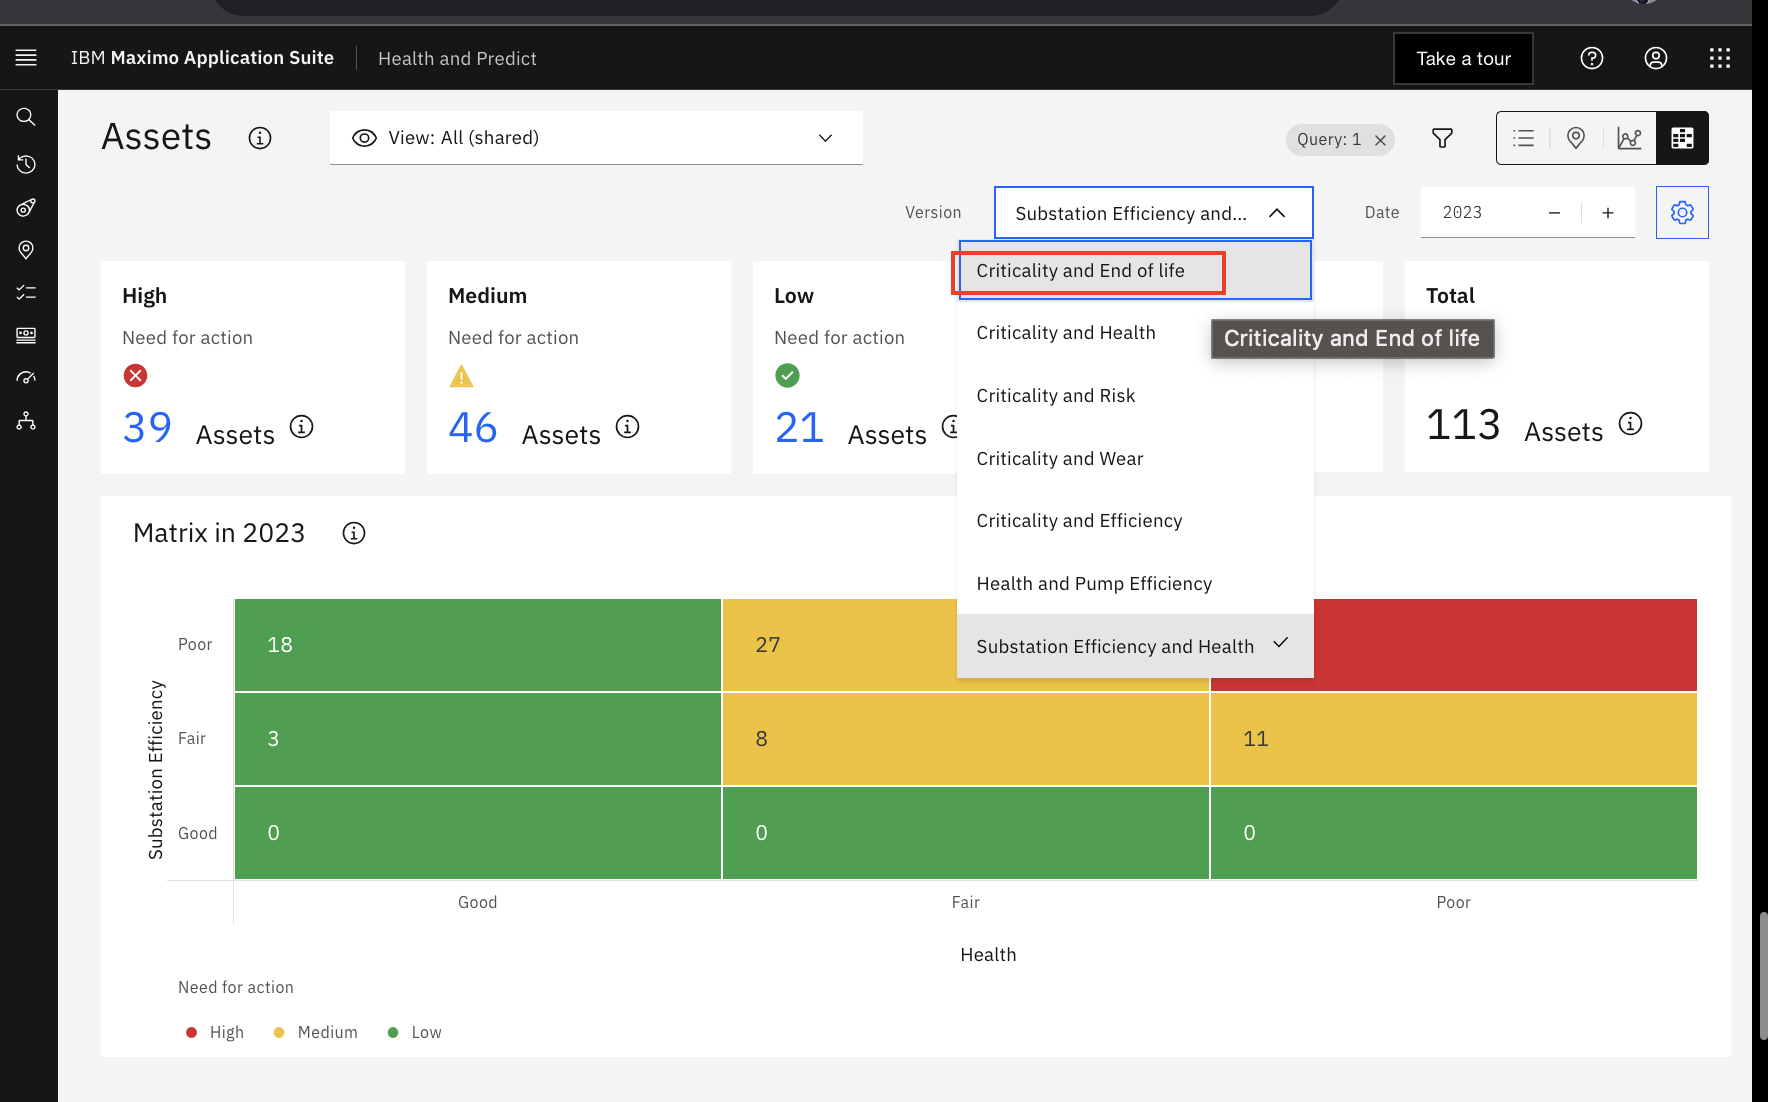 IBM Maximo Application Suite
Health and Predict
Take a tour
Assets
View: All (shared)
Query: 1
Version
Substation Efficiency and...
Date
2023
Criticality and End of life
Criticality and Health
Criticality and Risk
Criticality and Wear
Criticality and Efficiency
Health and Pump Efficiency
Substation Efficiency and Health
Criticality and End of life
High
Need for action
39 Assets
Medium
Need for action
46 Assets
Low
Need for action
21 Assets
Total
113 Assets
Matrix in 2023
Substation Efficiency
Poor
18
27
Fair
3
8
11
Good
0
0
0
Good
Fair
Poor
Health
Need for action
High
Medium
Low